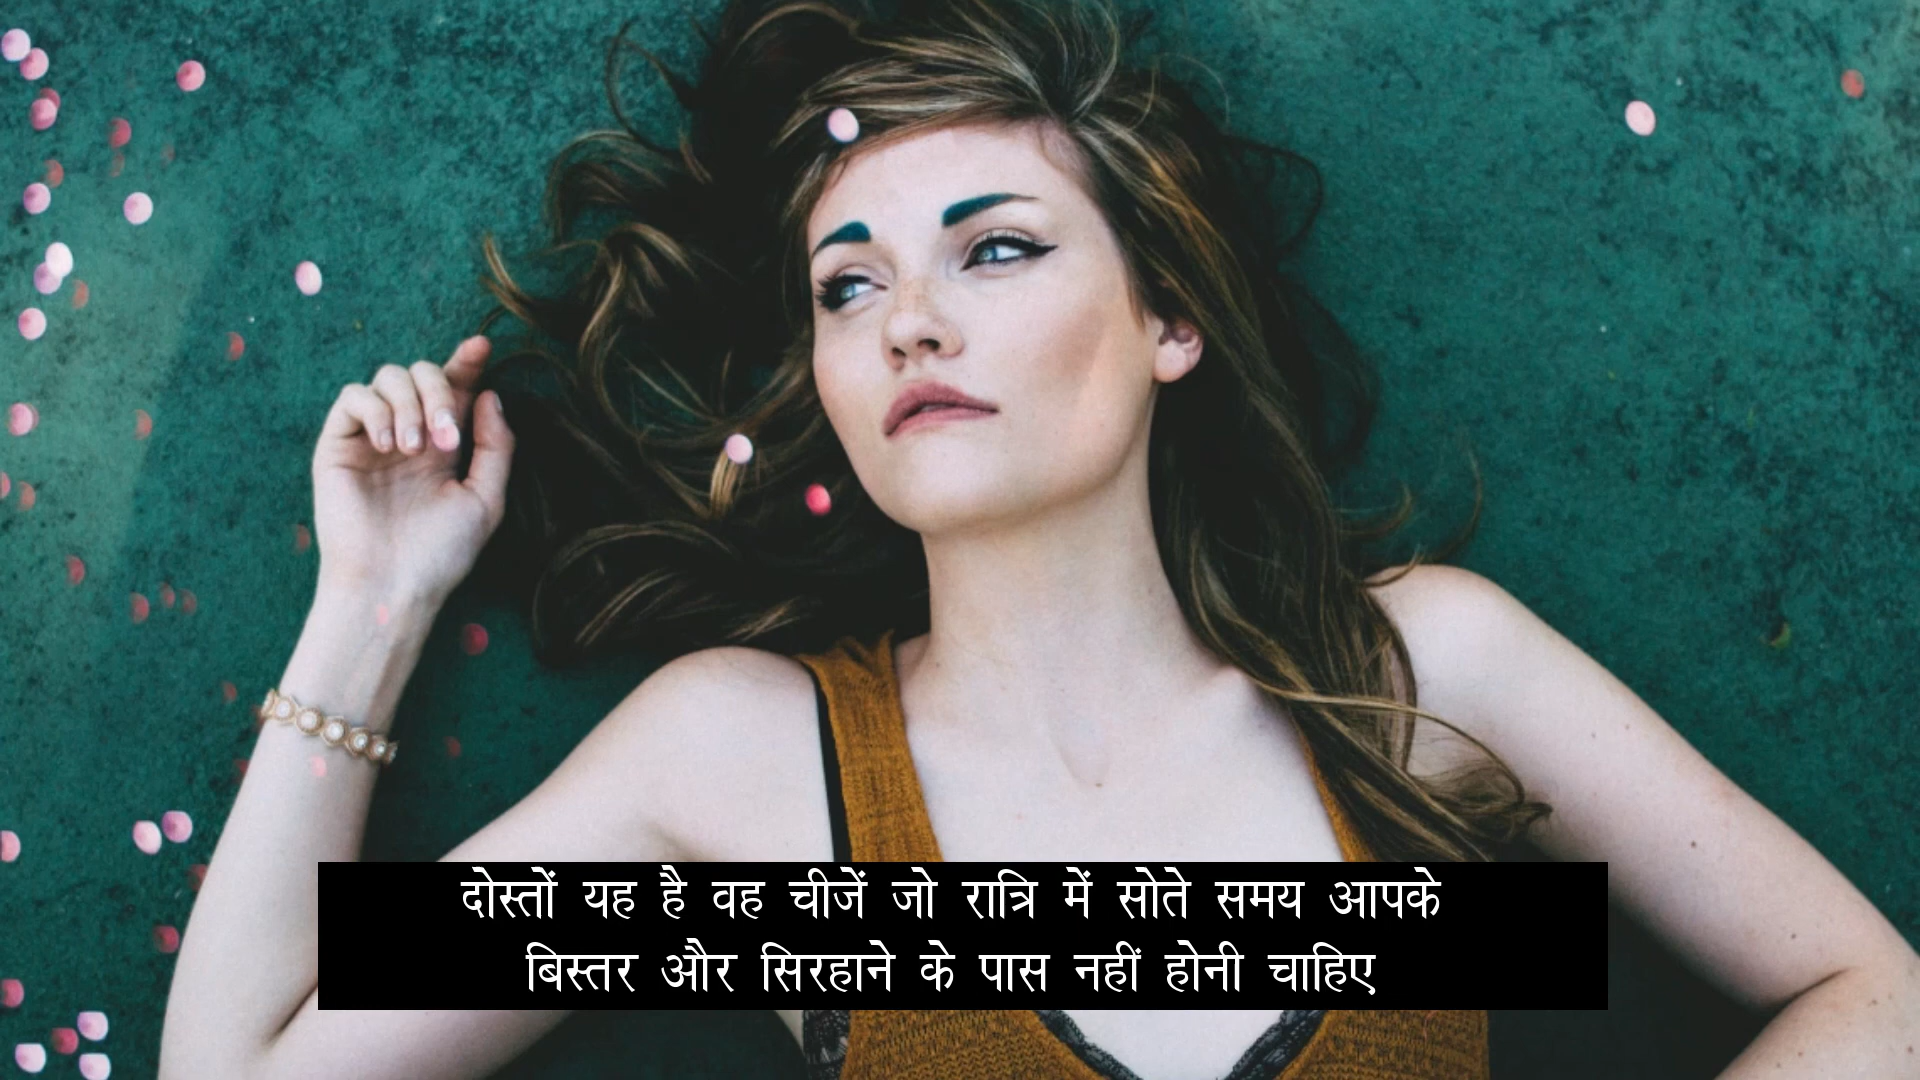 दोस्तों यह है वह चीजें जो रात्रि में सोते समय आपके
बिस्तर और सिरहाने के पास नहीं होनी चाहिए